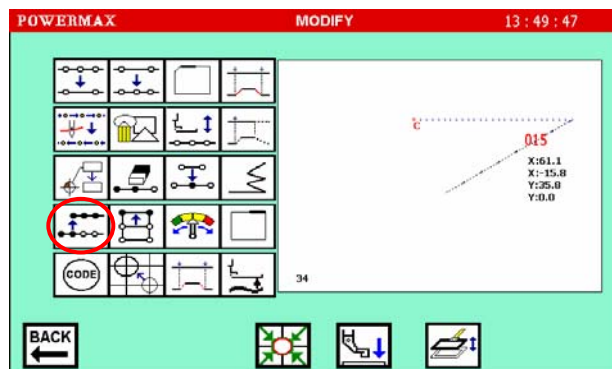 POWERMAX MODIFY 13:49:47
C
015
X:61.1
X:-15.8
Y:35.8
Y:0.0
CODE
34
BACK